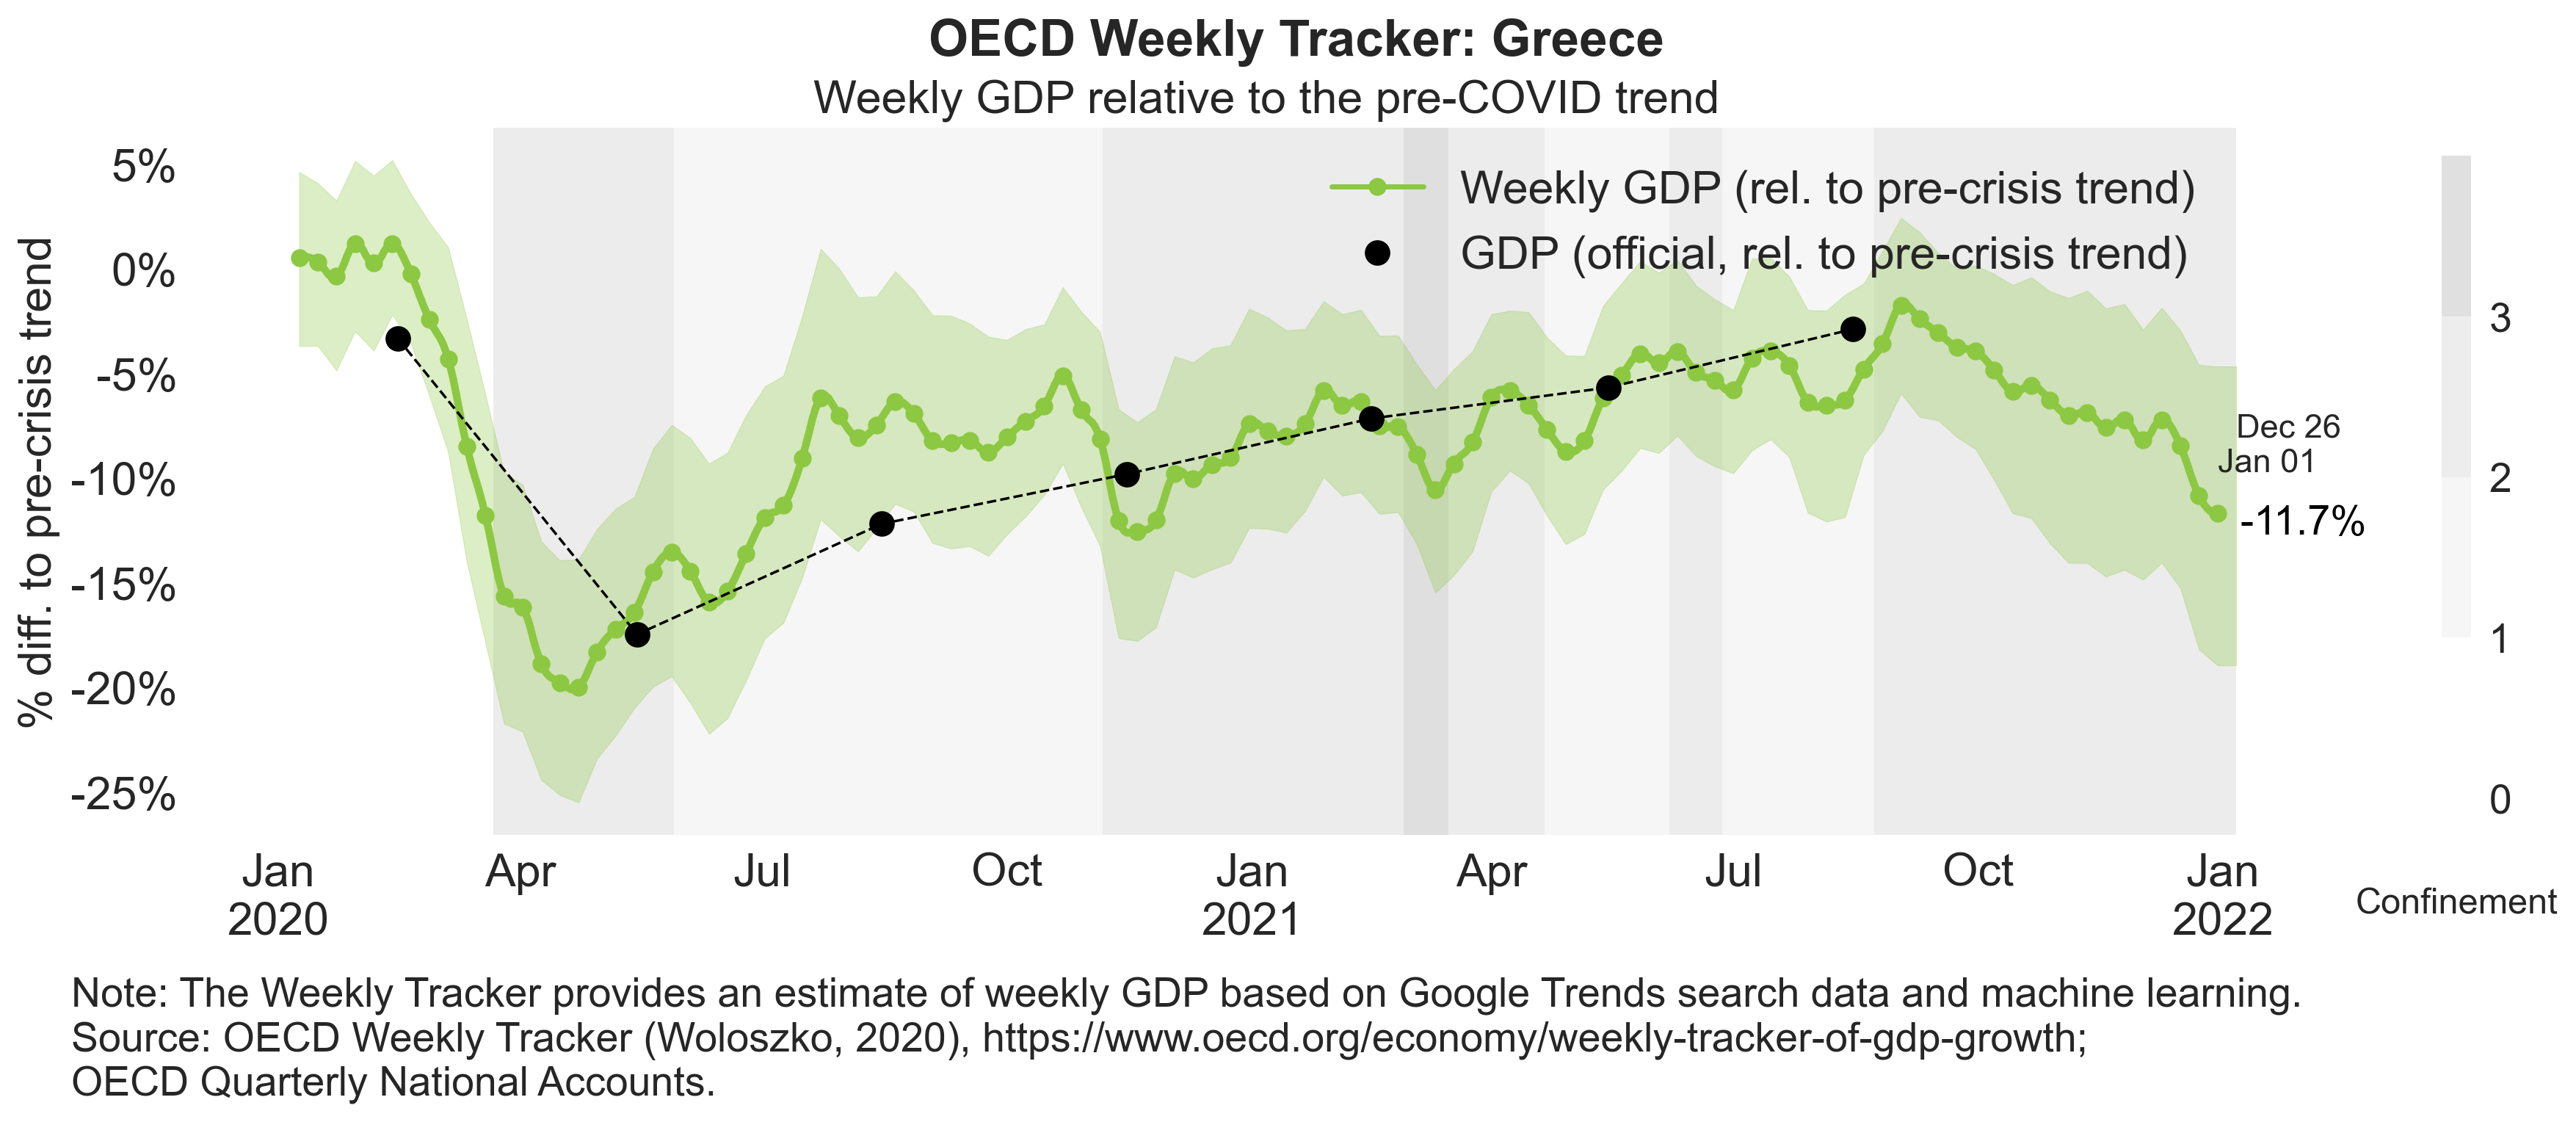 OECD Weekly Tracker: Greece
Weekly GDP relative to the pre-COVID trend
% diff. to pre-crisis trend
5%
0%
-5%
-10%
-15%
-20%
-25%
Weekly GDP (rel. to pre-crisis trend)
GDP (official, rel. to pre-crisis trend)
Dec 26
Jan 01
-11.7%
3
2
1
0
Confinement
Jan Apr Jul Oct Jan Apr Jul Oct Jan
2020 2021 2022
Note: The Weekly Tracker provides an estimate of weekly GDP based on Google Trends search data and machine learning.
Source: OECD Weekly Tracker (Woloszko, 2020), https://www.oecd.org/economy/weekly-tracker-of-gdp-growth;
OECD Quarterly National Accounts.